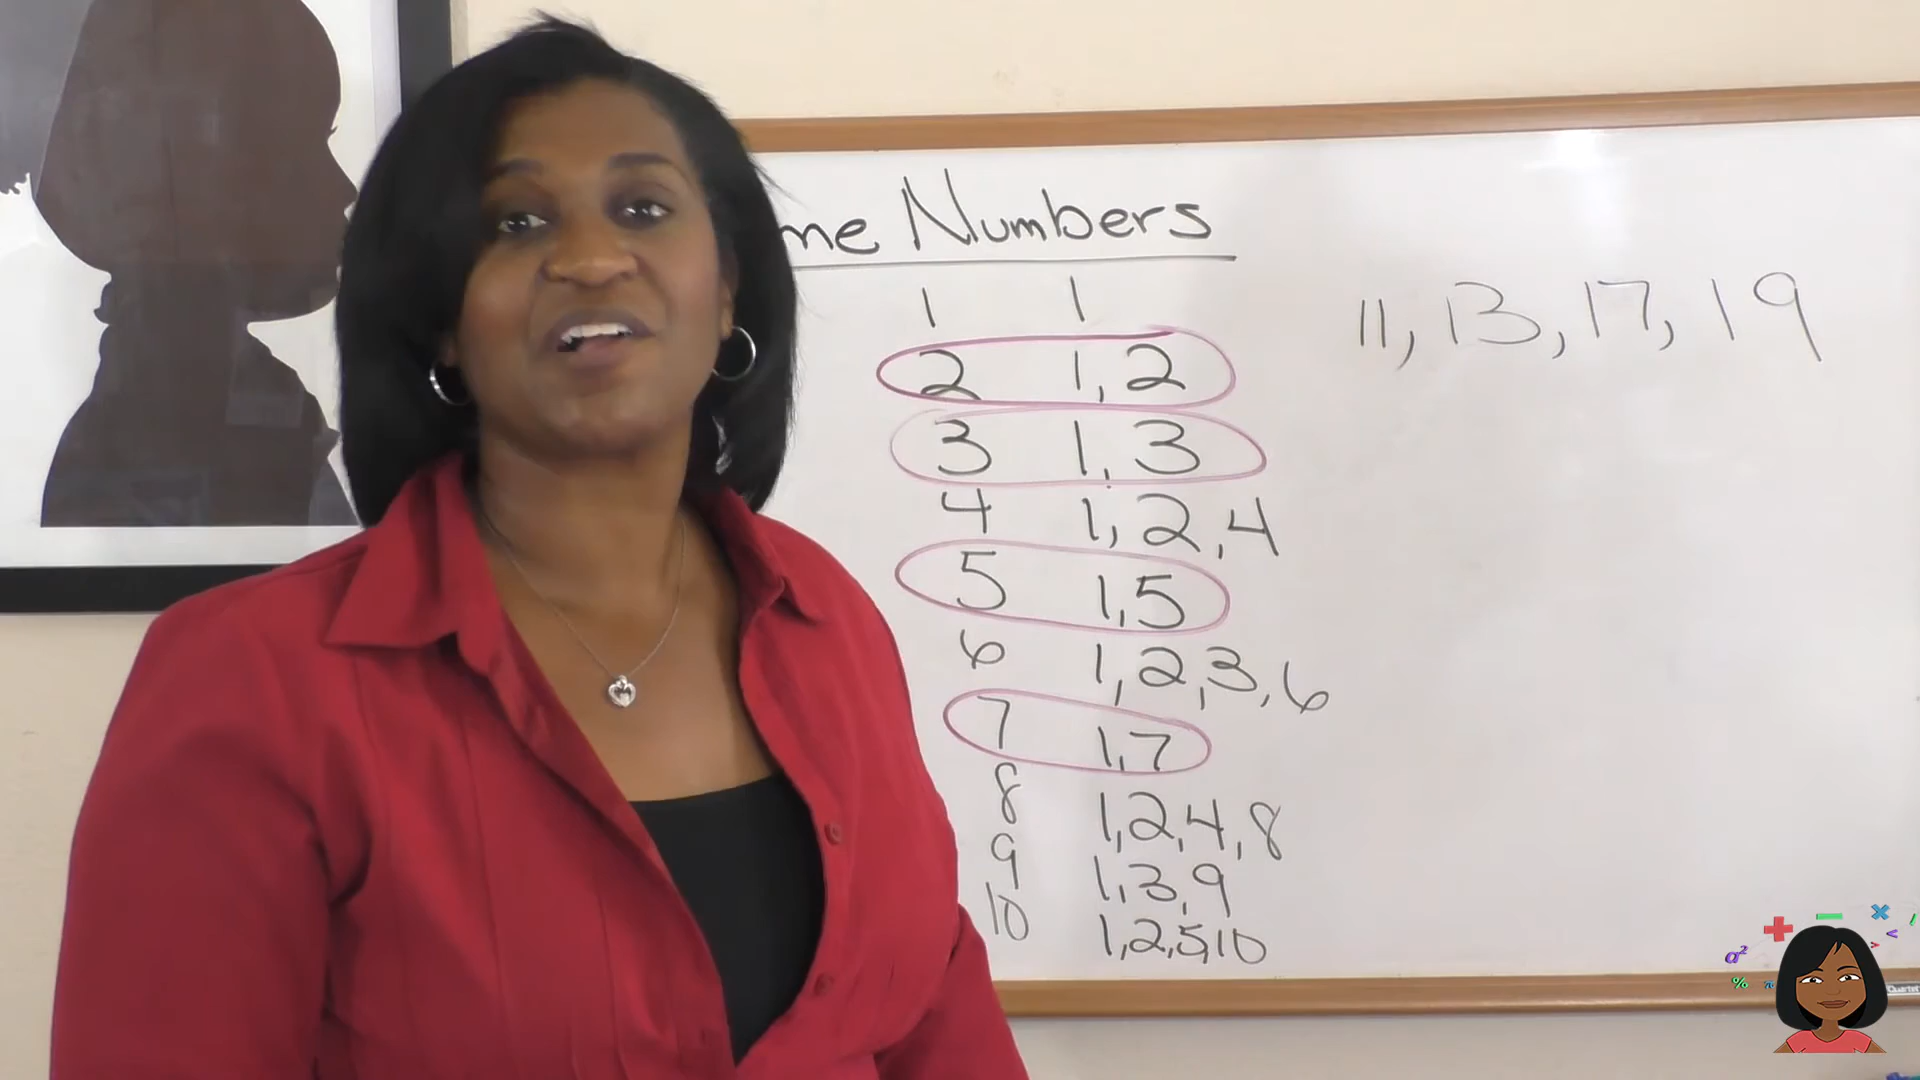 me Numbers
1 1
2 1, 2
3 1, 3
4 1, 2, 4
5 1, 5
6 1, 2, 3, 6
7 1, 7
8 1, 2, 4, 8
9 1, 3, 9
10 1, 2, 5, 10
11, 13, 17, 19
a²
%
Quartet